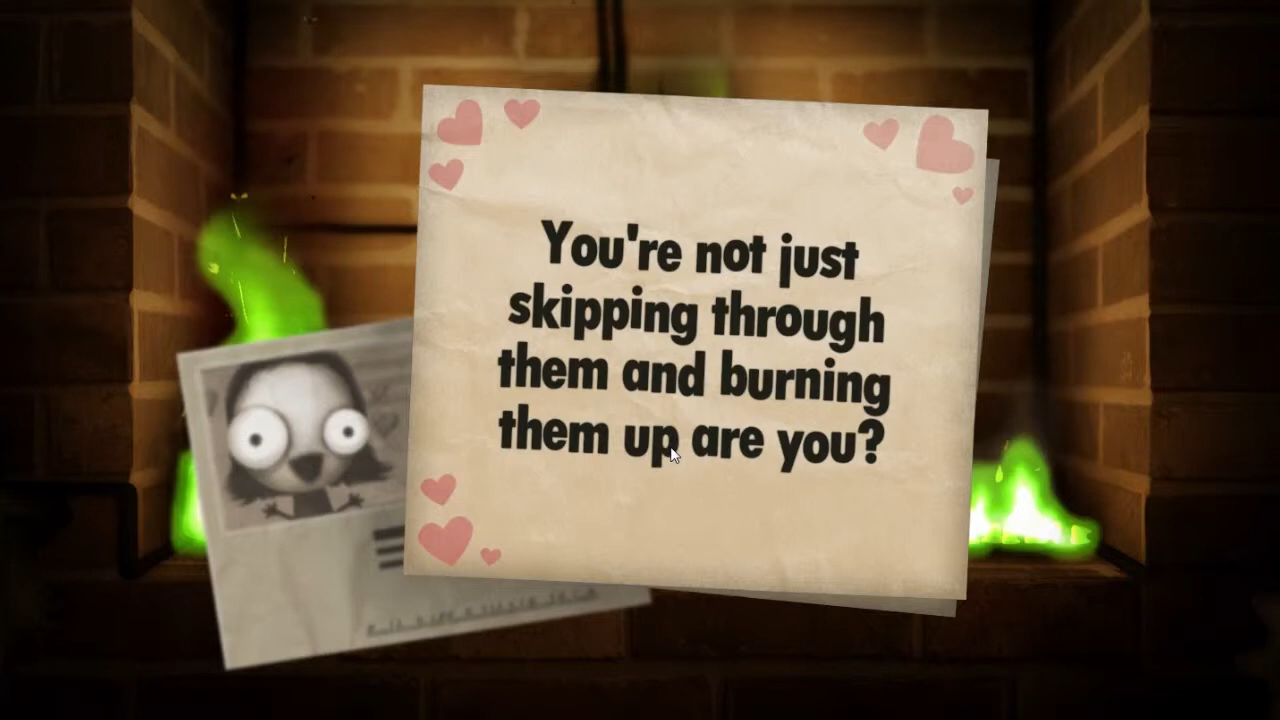 You're not just
skipping through
them and burning
them up are you?